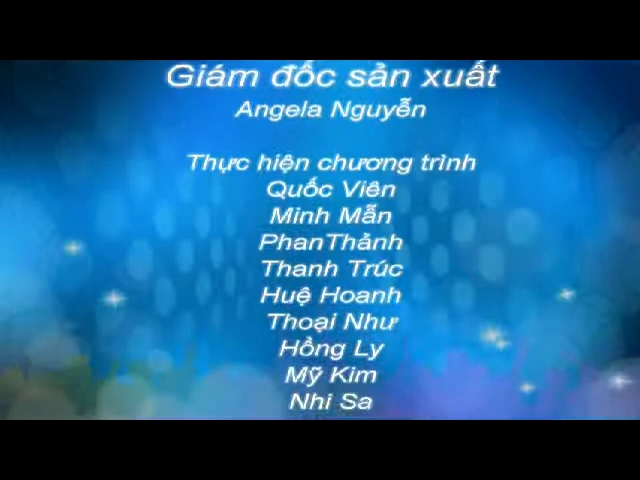 Giám đốc sản xuất
Angela Nguyễn
Thực hiện chương trình
Quốc Viên
Minh Mẫn
PhanThảnh
Thanh Trúc
Huệ Hoanh
Thoại Như
Hồng Ly
Mỹ Kim
Nhi Sa